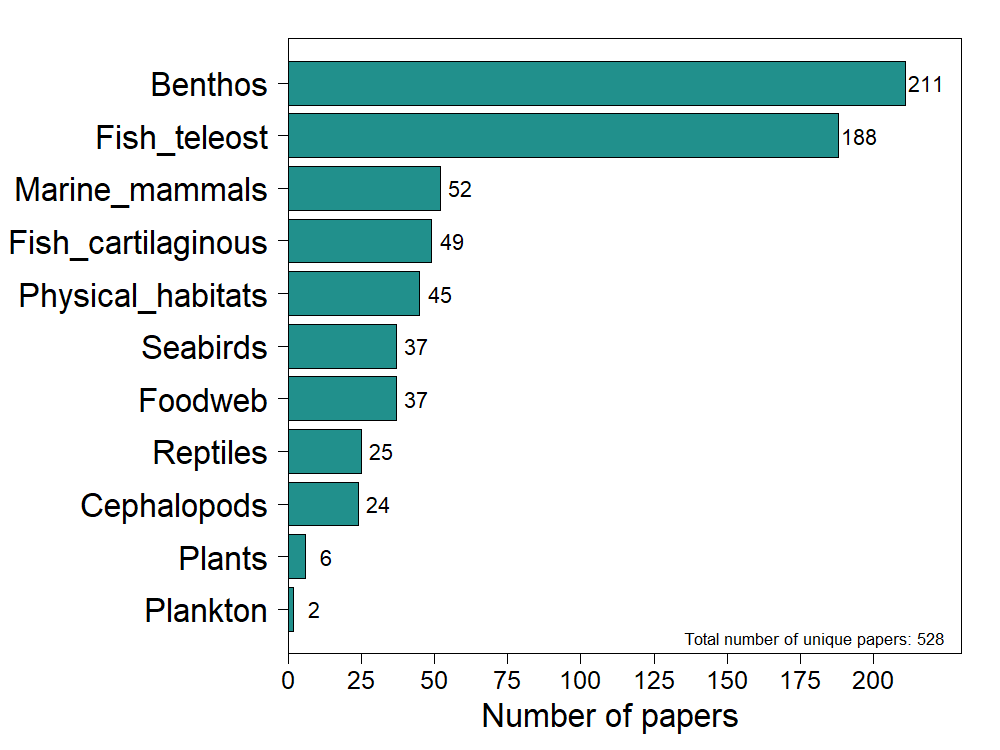 Benthos 211
Fish_teleost 188
Marine_mammals 52
Fish_cartilaginous 49
Physical_habitats 45
Seabirds 37
Foodweb 37
Reptiles 25
Cephalopods 24
Plants 6
Plankton 2
Total number of unique papers: 528
0 25 50 75 100 125 150 175 200
Number of papers